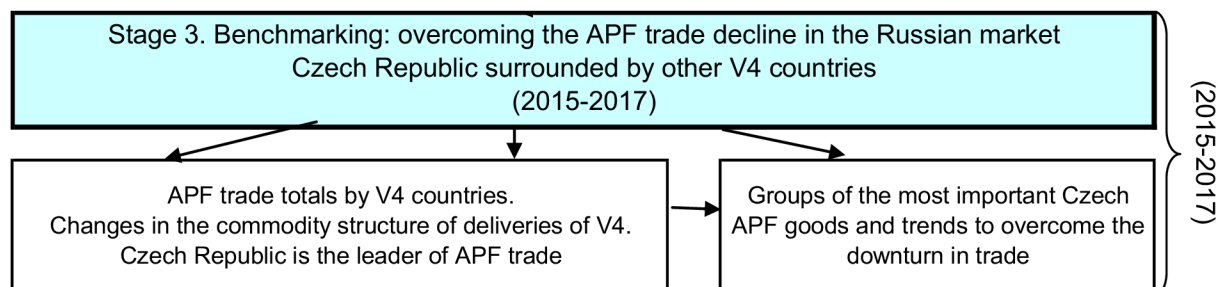 Stage 3. Benchmarking: overcoming the APF trade decline in the Russian market
Czech Republic surrounded by other V4 countries
(2015-2017)
APF trade totals by V4 countries.
Changes in the commodity structure of deliveries of V4.
Czech Republic is the leader of APF trade
Groups of the most important Czech
APF goods and trends to overcome the
downturn in trade
(2015-2017)